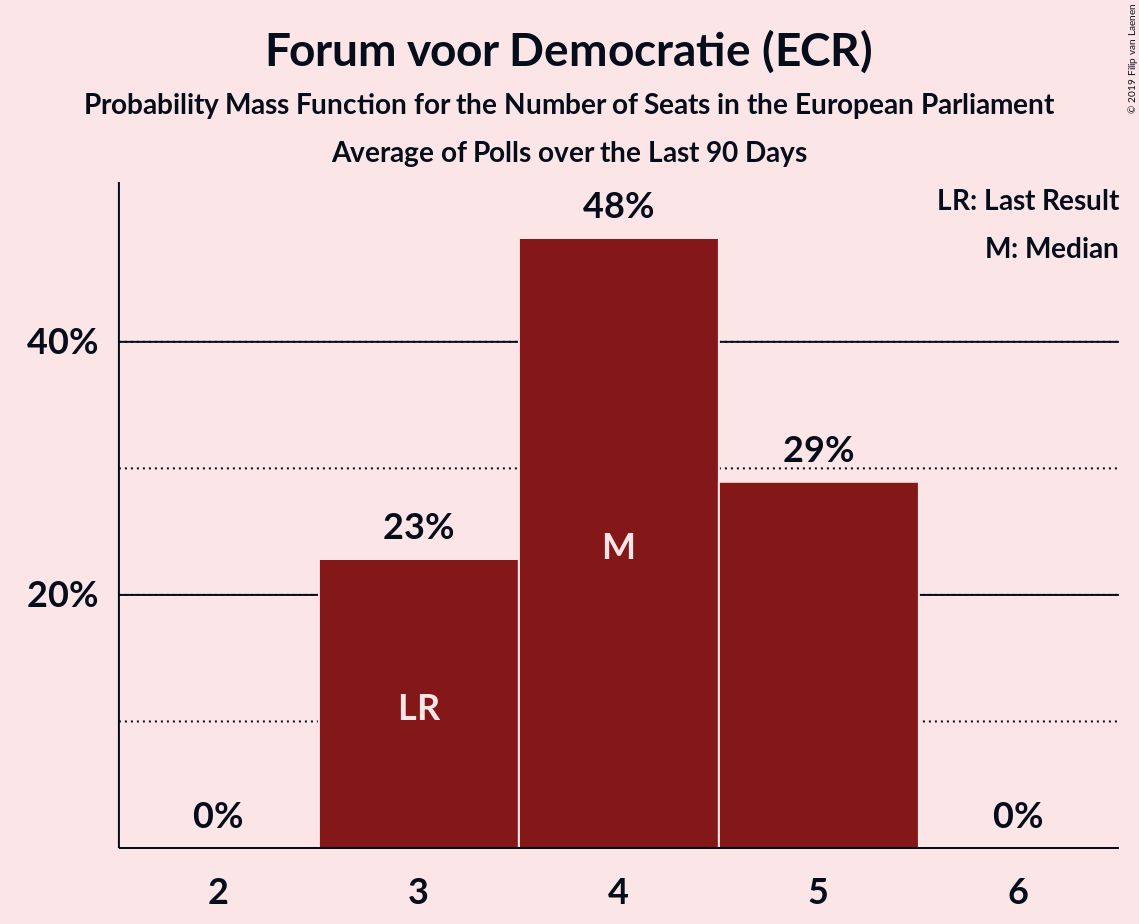 Forum voor Democratie (ECR)
Probability Mass Function for the Number of Seats in the European Parliament
Average of Polls over the Last 90 Days
© 2019 Filip van Laenen
LR: Last Result
M: Median
48%
40%
29%
23%
M
20%
LR
0%
0%
2
3
4
5
6